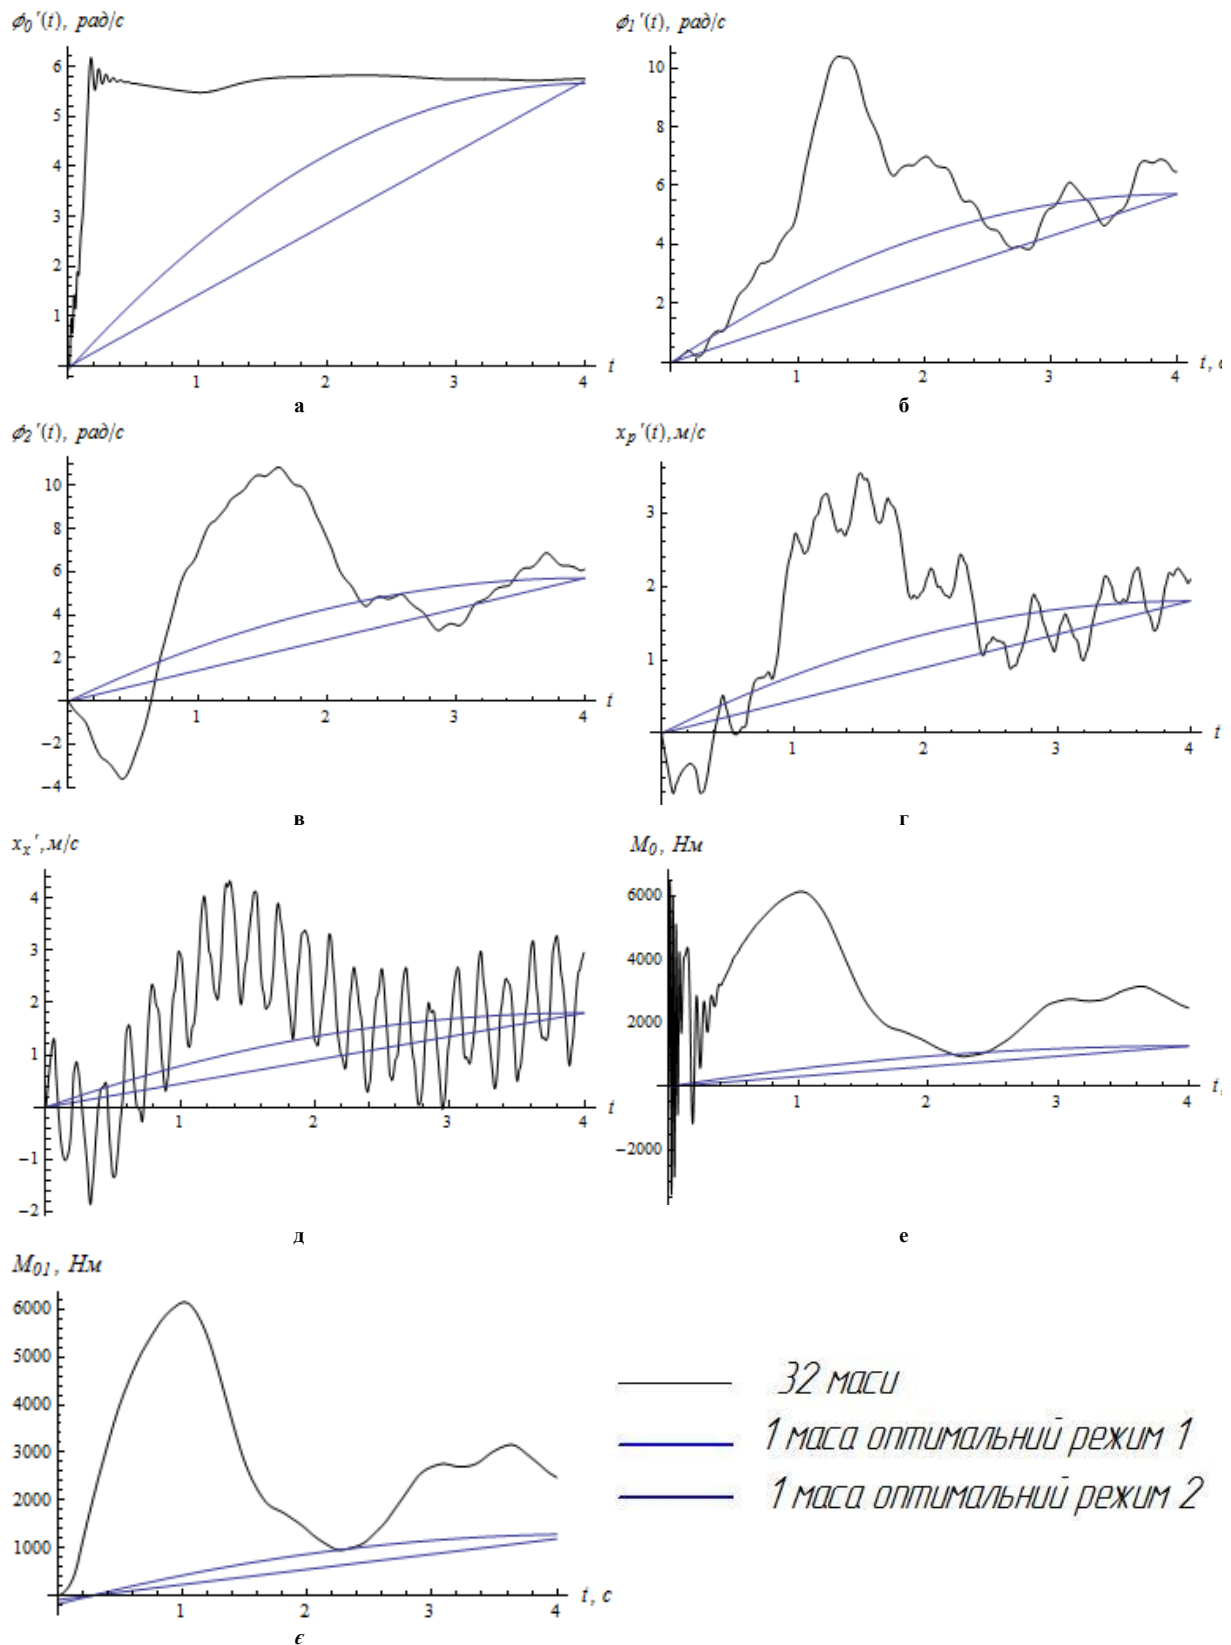 ϕ0'(t), рад/с
6
5
4
3
2
1
1 2 3 4 t
а
ϕ1'(t), рад/с
10
8
6
4
2
1 2 3 4 t, с
б
ϕ2'(t), рад/с
10
8
6
4
2
−2
−4
1 2 3 4 t
в
xp'(t), м/с
3
2
1
1 2 3 4 t
г
xx', м/с
4
3
2
1
−1
−2
1 2 3 4 t
д
M0, Нм
6000
4000
2000
−2000
1 2 3 4 t,
е
M01, Нм
6000
5000
4000
3000
2000
1000
1 2 3 4 t, с
є
32 маси
1 маса оптимальний режим 1
1 маса оптимальний режим 2